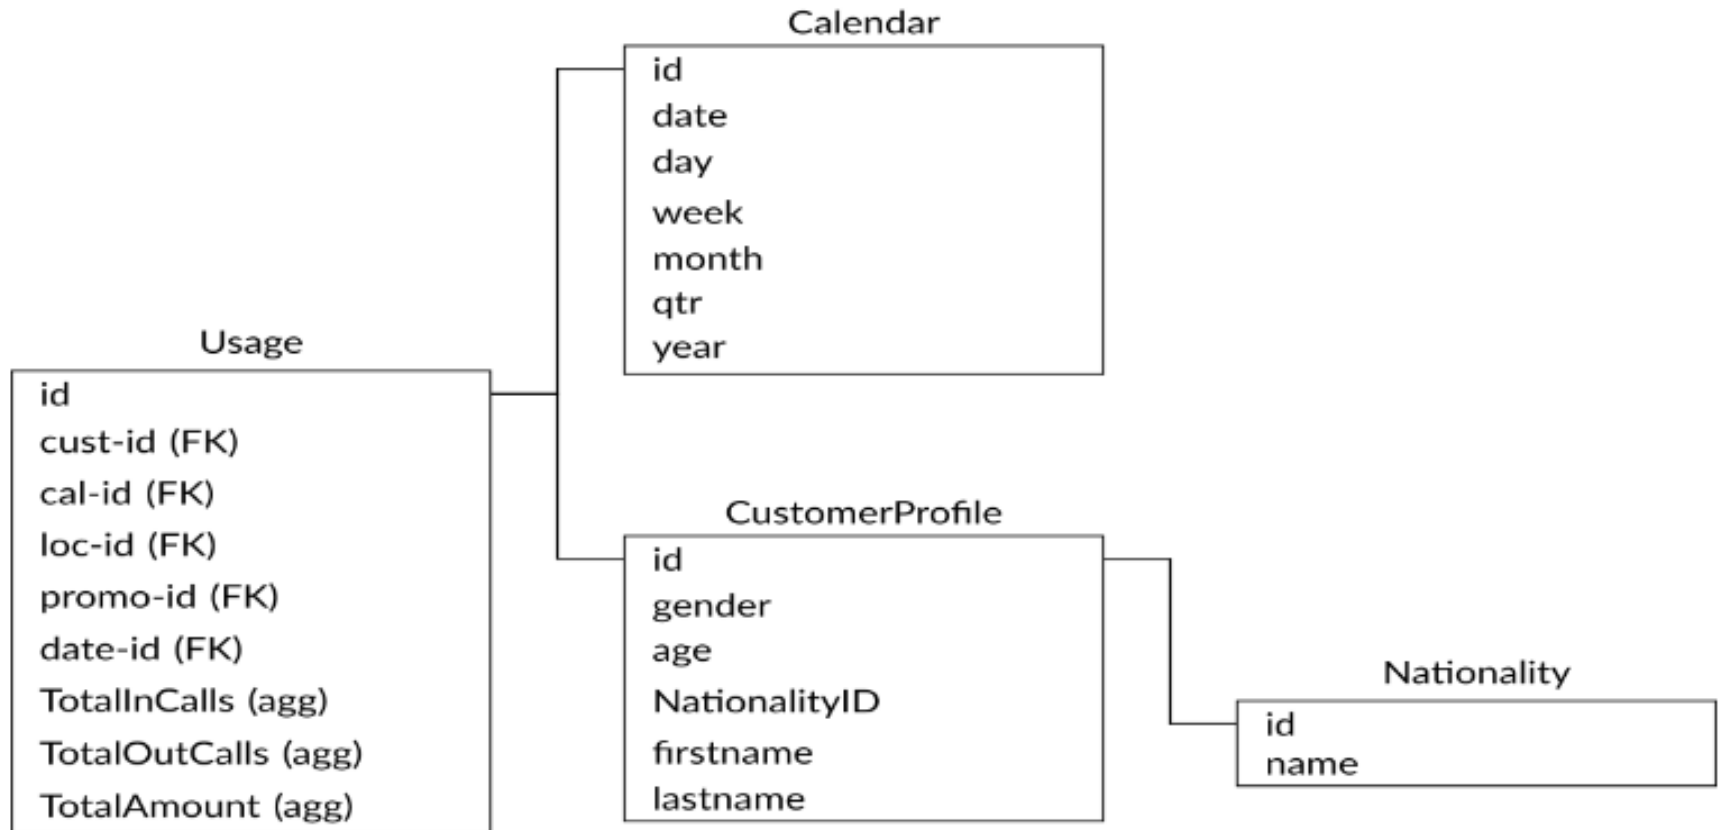 Calendar
id
date
day
week
month
qtr
year
Usage
id
cust-id (FK)
cal-id (FK)
loc-id (FK)
promo-id (FK)
date-id (FK)
TotalInCalls (agg)
TotalOutCalls (agg)
TotalAmount (agg)
CustomerProfile
id
gender
age
NationalityID
firstname
lastname
Nationality
id
name